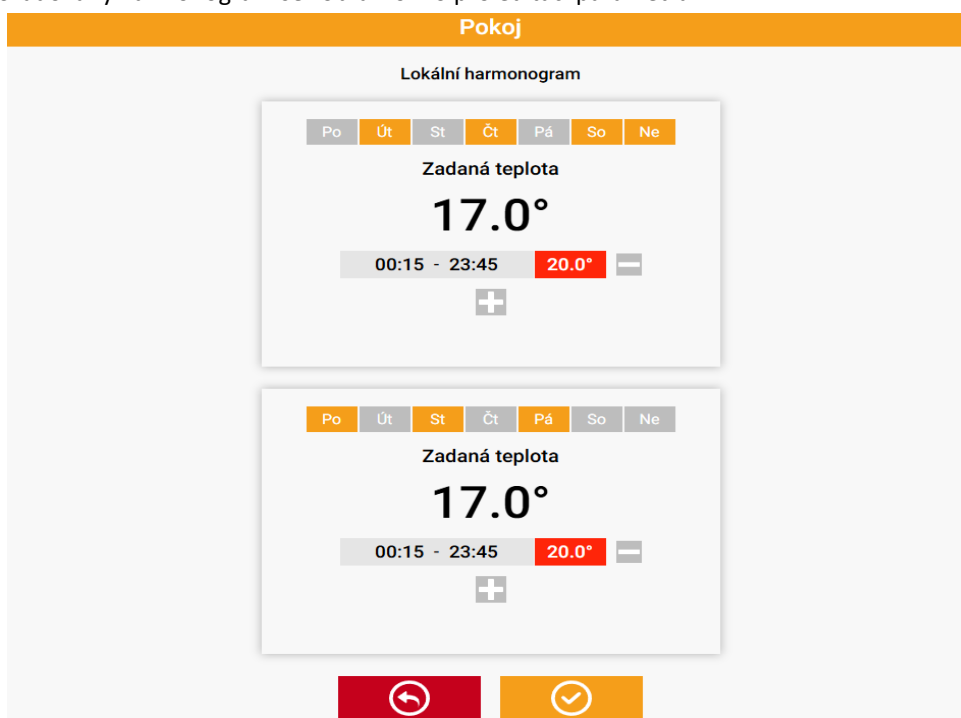 Pokoj
Lokální harmonogram
Po Út St Čt Pá So Ne
Zadaná teplota
17.0°
00:15 - 23:45 20.0°
Po Út St Čt Pá So Ne
Zadaná teplota
17.0°
00:15 - 23:45 20.0°